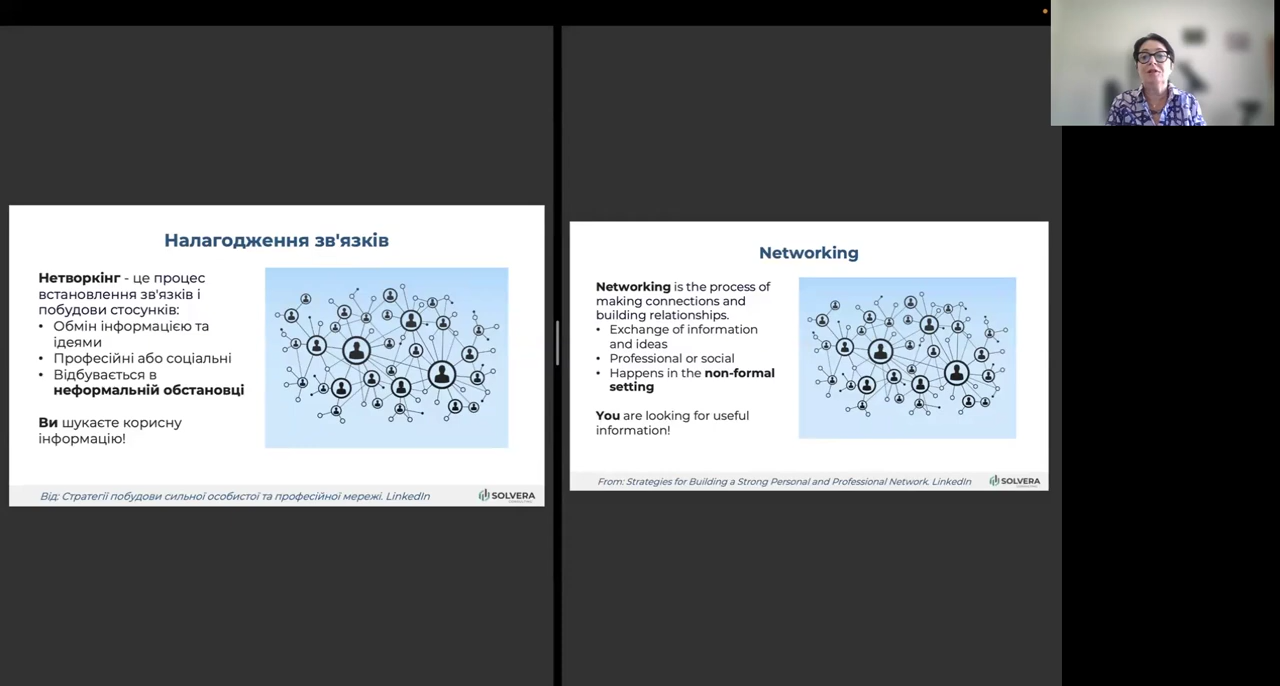 Налагодження зв'язків
Нетворкінг - це процес
встановлення зв'язків і
побудови стосунків:
• Обмін інформацією та
ідеями
• Професійні або соціальні
• Відбувається в
неформальній обстановці
Ви шукаєте корисну
інформацію!
Від: Стратегії побудови сильної особистої та професійної мережі. LinkedIn
SOLVERA
Networking
Networking is the process of
making connections and
building relationships.
• Exchange of information
and ideas
• Professional or social
• Happens in the non-formal
setting
You are looking for useful
information!
From: Strategies for Building a Strong Personal and Professional Network. LinkedIn
SOLVERA